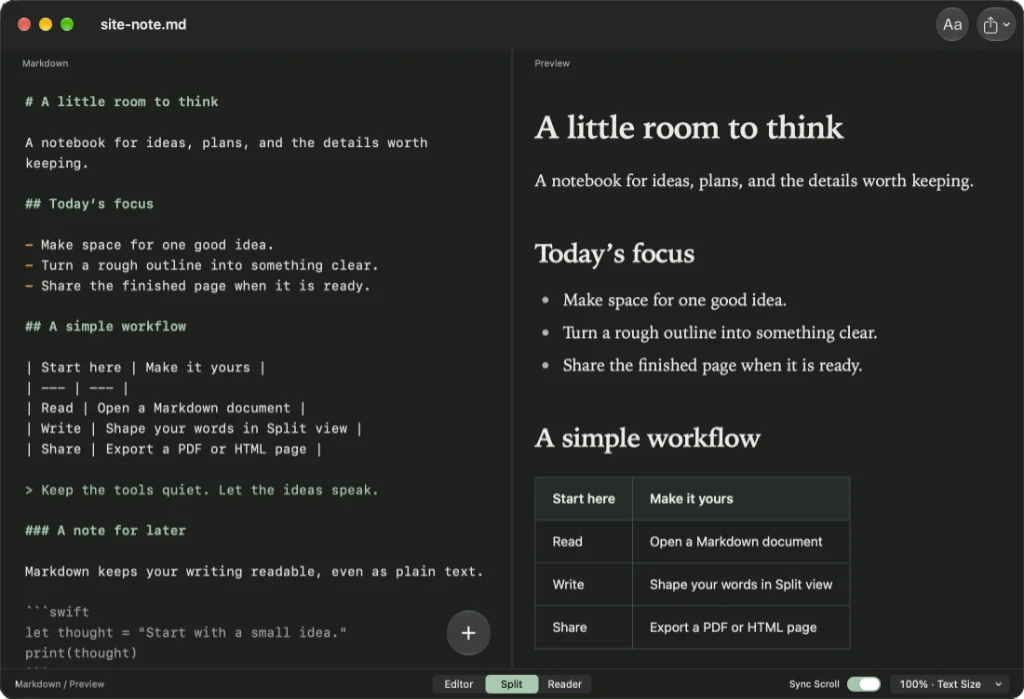 site-note.md
Aa
Markdown
# A little room to think
A notebook for ideas, plans, and the details worth
keeping.
## Today’s focus
- Make space for one good idea.
- Turn a rough outline into something clear.
- Share the finished page when it is ready.
## A simple workflow
| Start here | Make it yours |
| --- | --- |
| Read | Open a Markdown document |
| Write | Shape your words in Split view |
| Share | Export a PDF or HTML page |
> Keep the tools quiet. Let the ideas speak.
### A note for later
Markdown keeps your writing readable, even as plain text.
```swift
let thought = "Start with a small idea."
print(thought)
```
Preview
A little room to think
A notebook for ideas, plans, and the details worth keeping.
Today’s focus
• Make space for one good idea.
• Turn a rough outline into something clear.
• Share the finished page when it is ready.
A simple workflow
Start here Make it yours
Read Open a Markdown document
Write Shape your words in Split view
Share Export a PDF or HTML page
Markdown / Preview
Editor Split Reader
Sync Scroll
100% · Text Size